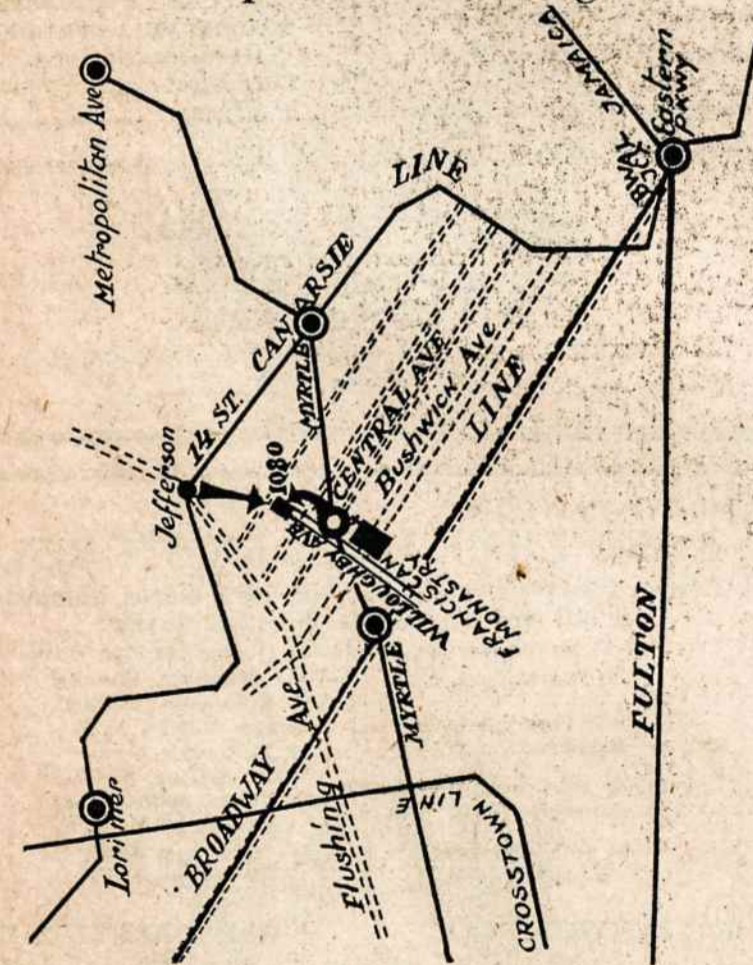 Metropolitan Ave
JAMAICA
Eastern
PKWY
LINE
14 ST. CANARSIE
Jefferson
MYRTLE
1080
CENTRAL AVE
Bushwick Ave
LINE
WILLOUGHBY AVE
FRANCISCAN
MONASTRY
Lorimer
BROADWAY
Flushing Ave
MYRTLE
LINE
CROSSTOWN
FULTON